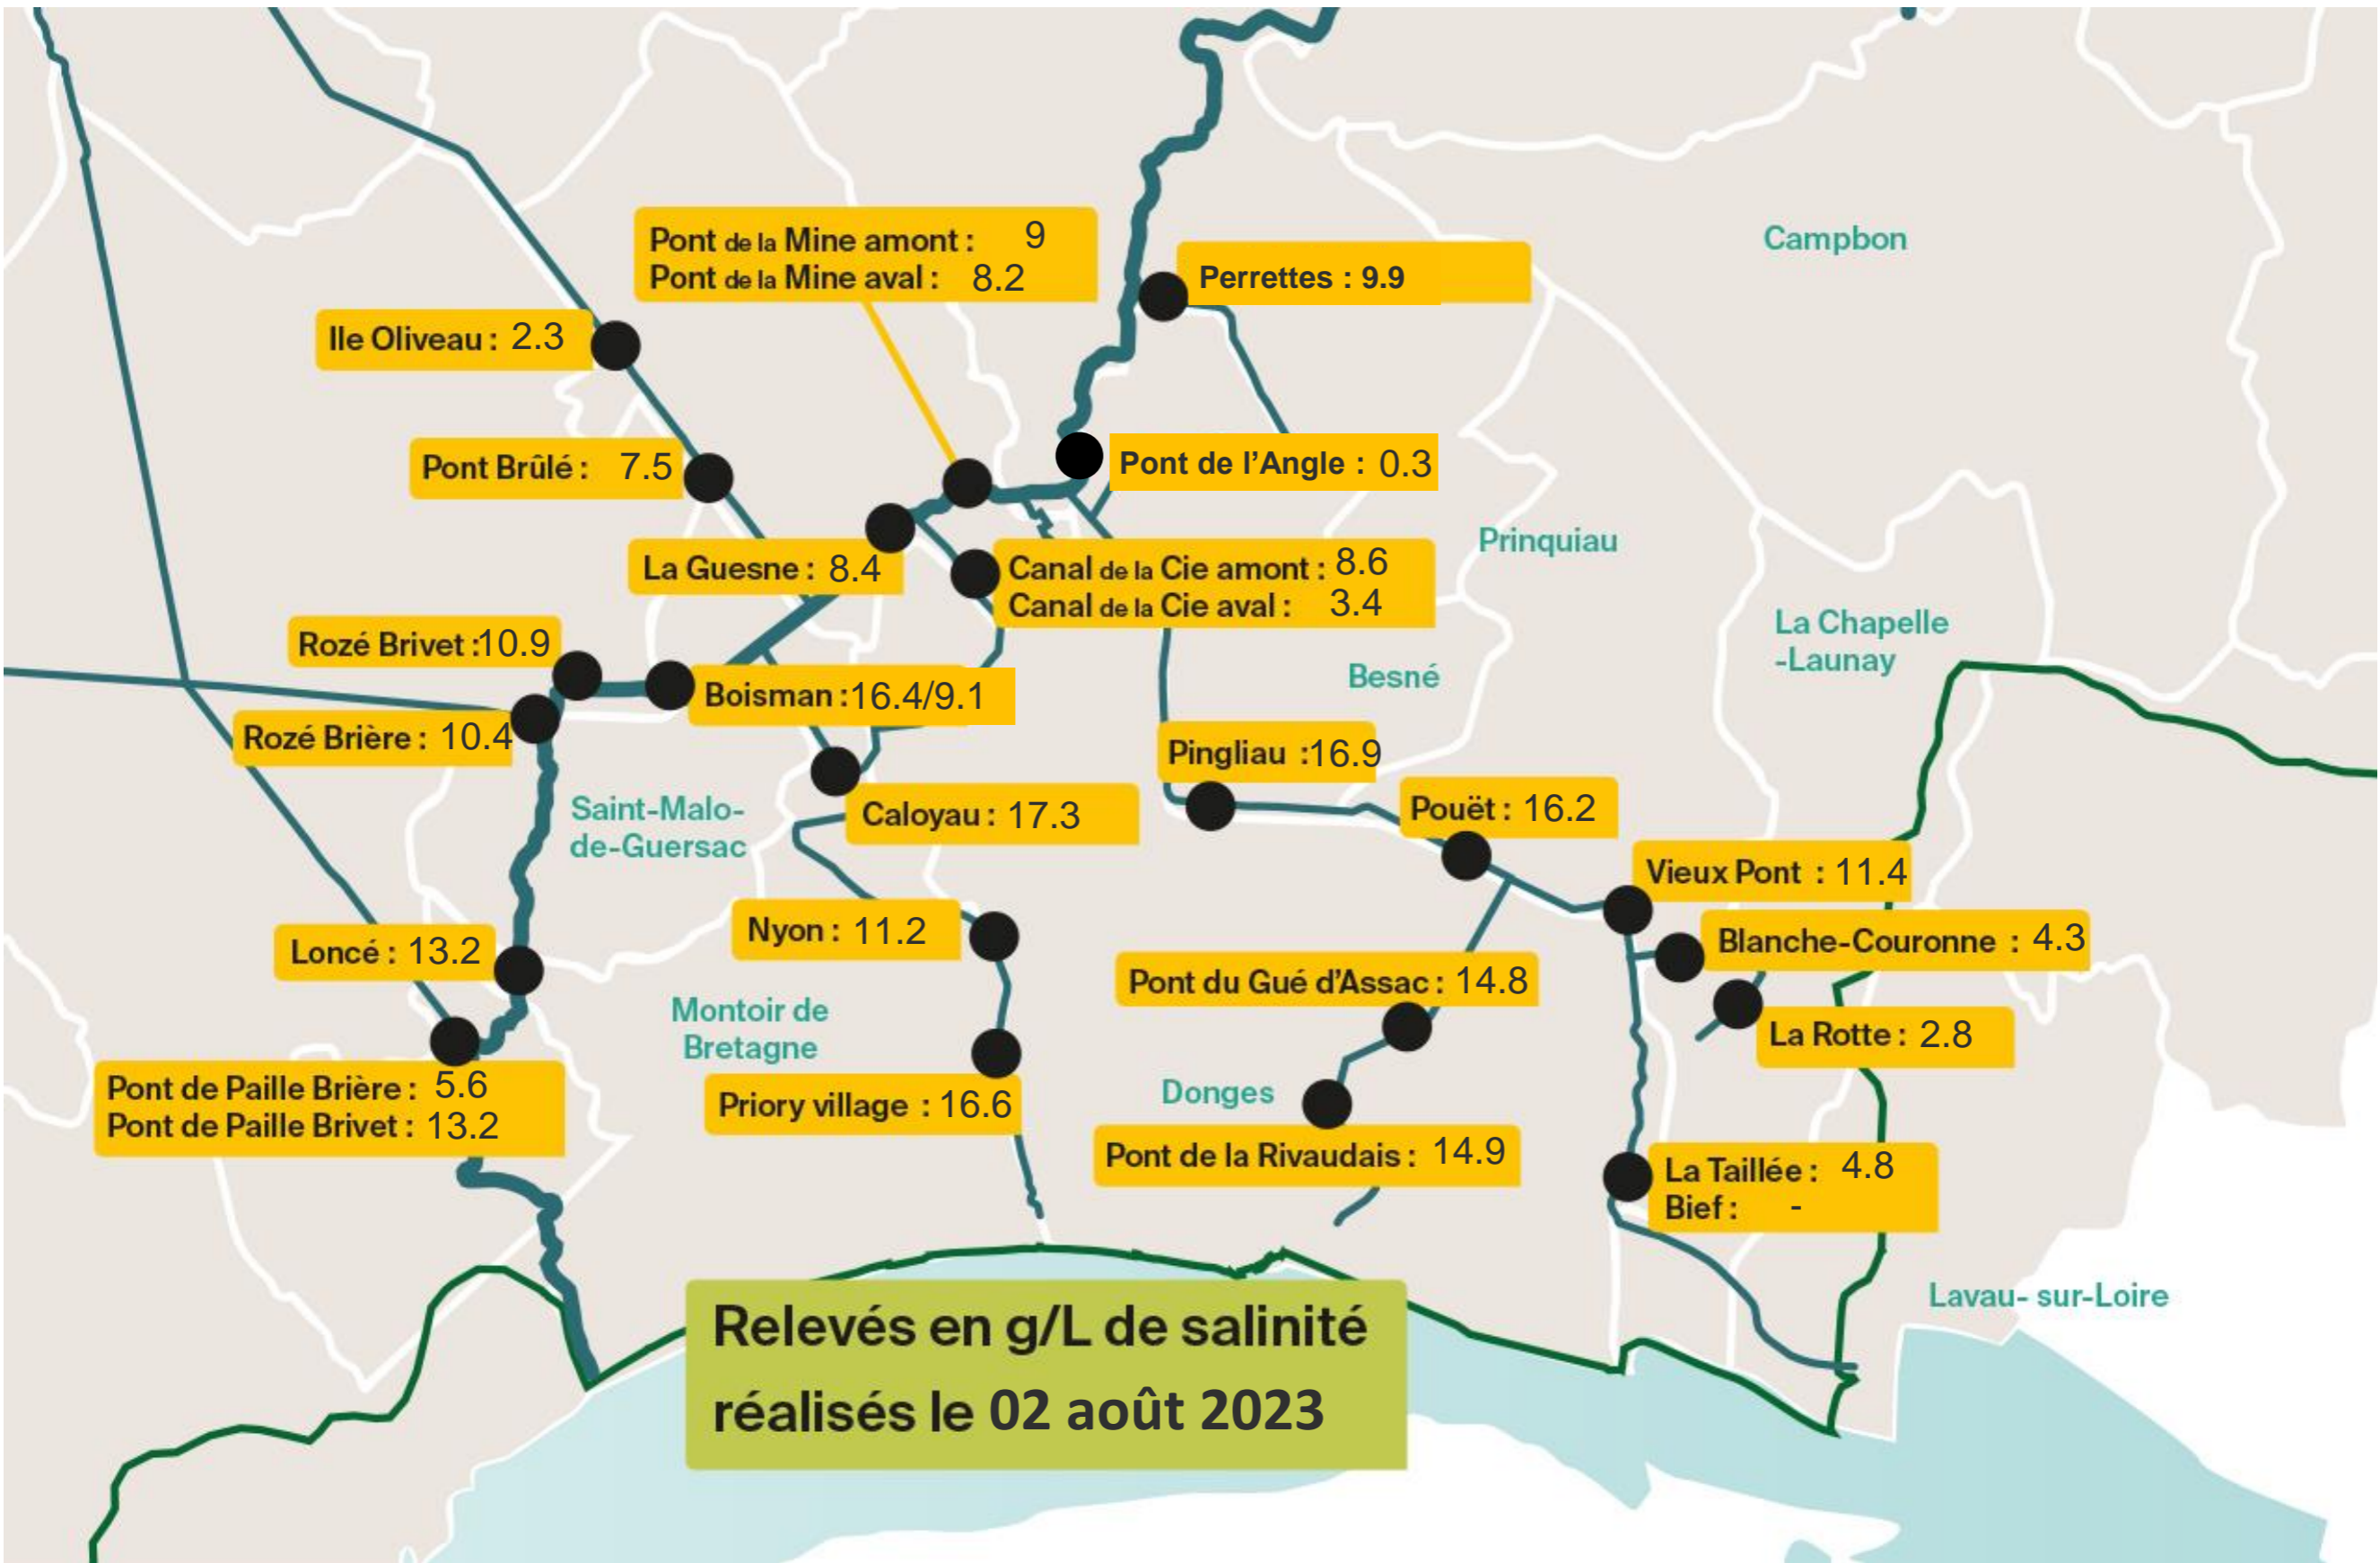 Pont de la Mine amont : 9
Pont de la Mine aval : 8.2
Campbon
Perrettes : 9.9
Ile Oliveau : 2.3
Pont Brûlé : 7.5
Pont de l'Angle : 0.3
Prinquiau
La Guesne : 8.4
Canal de la Cie amont : 8.6
Canal de la Cie aval : 3.4
La Chapelle
-Launay
Rozé Brivet :10.9
Besné
Boisman :16.4/9.1
Rozé Brière : 10.4
Pingliau :16.9
Saint-Malo-
de-Guersac
Caloyau : 17.3
Pouët : 16.2
Vieux Pont : 11.4
Nyon : 11.2
Blanche-Couronne : 4.3
Loncé : 13.2
Pont du Gué d'Assac : 14.8
Montoir de
Bretagne
La Rotte : 2.8
Pont de Paille Brière : 5.6
Pont de Paille Brivet : 13.2
Priory village : 16.6
Donges
Pont de la Rivaudais : 14.9
La Taillée : 4.8
Bief : -
Lavau- sur-Loire
Relevés en g/L de salinité
réalisés le 02 août 2023